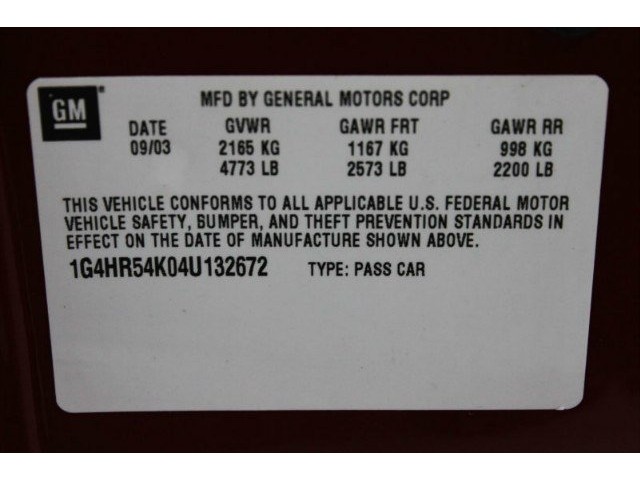 GM
MFD BY GENERAL MOTORS CORP
DATE GVWR GAWR FRT GAWR RR
09/03 2165 KG 1167 KG 998 KG
4773 LB 2573 LB 2200 LB
THIS VEHICLE CONFORMS TO ALL APPLICABLE U.S. FEDERAL MOTOR
VEHICLE SAFETY, BUMPER, AND THEFT PREVENTION STANDARDS IN
EFFECT ON THE DATE OF MANUFACTURE SHOWN ABOVE.
1G4HR54K04U132672 TYPE: PASS CAR